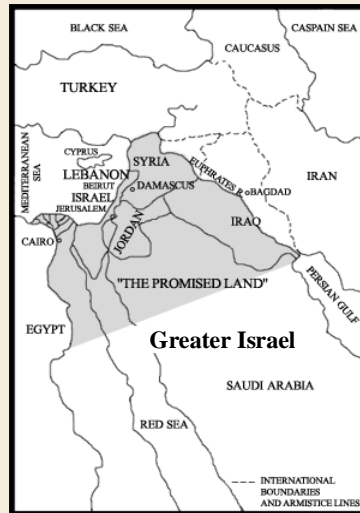 BLACK SEA
CASPAIN SEA
CAUCASUS
TURKEY
MEDITERRANEAN
SEA
CYPRUS
SYRIA
LEBANON
BEIRUT
DAMASCUS
ISRAEL
JERUSALEM
EUPHRATES R.
BAGDAD
IRAN
IRAQ
JORDAN
CAIRO
"THE PROMISED LAND"
PERSIAN GULF
EGYPT
Greater Israel
SAUDI ARABIA
RED SEA
INTERNATIONAL
BOUNDARIES
AND ARMISTICE LINES